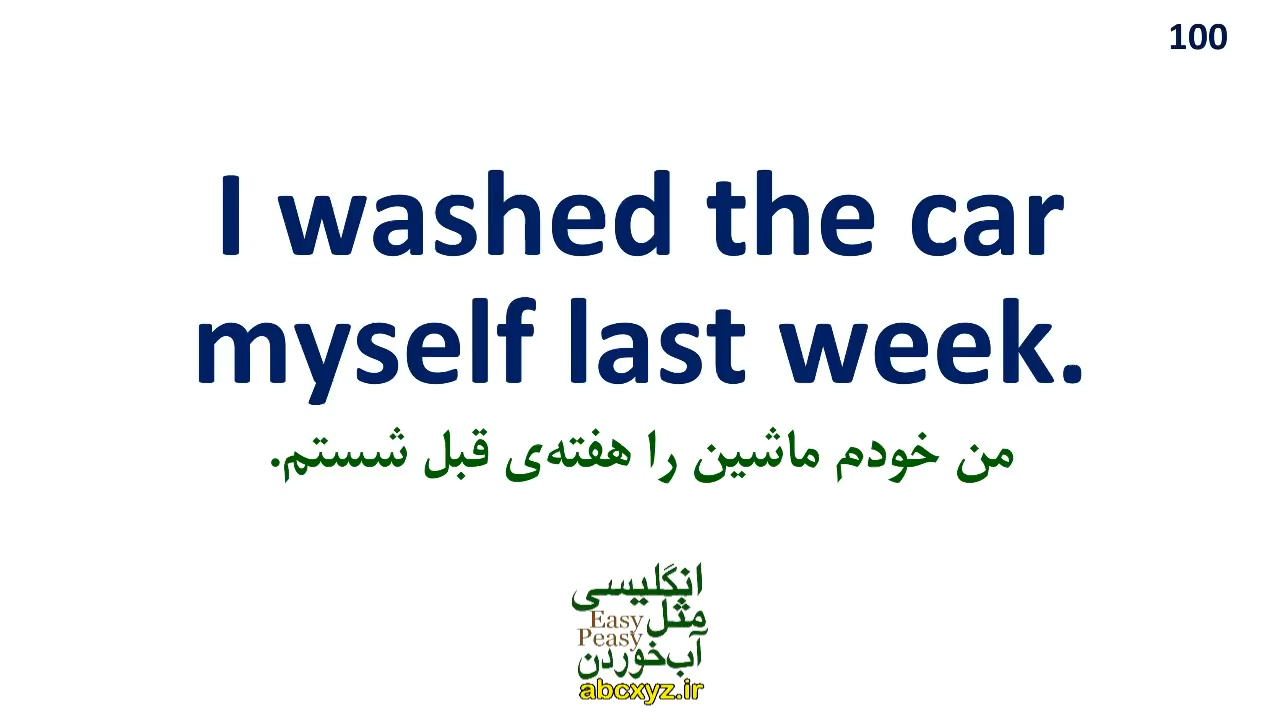 100
I washed the car
myself last week.
من خودم ماشین را هفته‌ی قبل شستم.
انگلیسی
مثل
Easy
Peasy
آب‌خوردن
abcxyz.ir